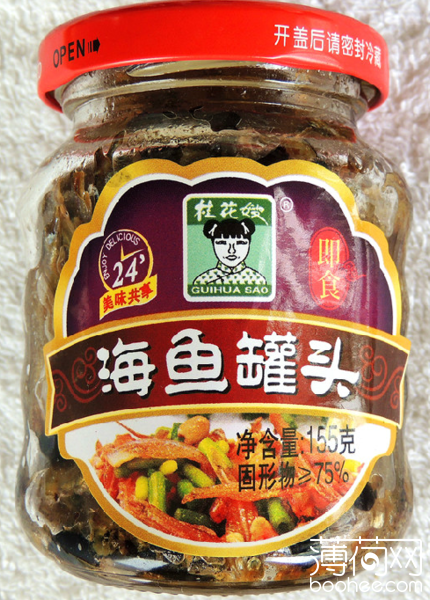 OPEN
开盖后请密封冷藏
桂花嫂
®
GUIHUA SAO
ENJOY DELICIOUS
24
美味共享
即食
海鱼罐头
净含量:155克
固形物≥75%
薄荷网
boohee.com